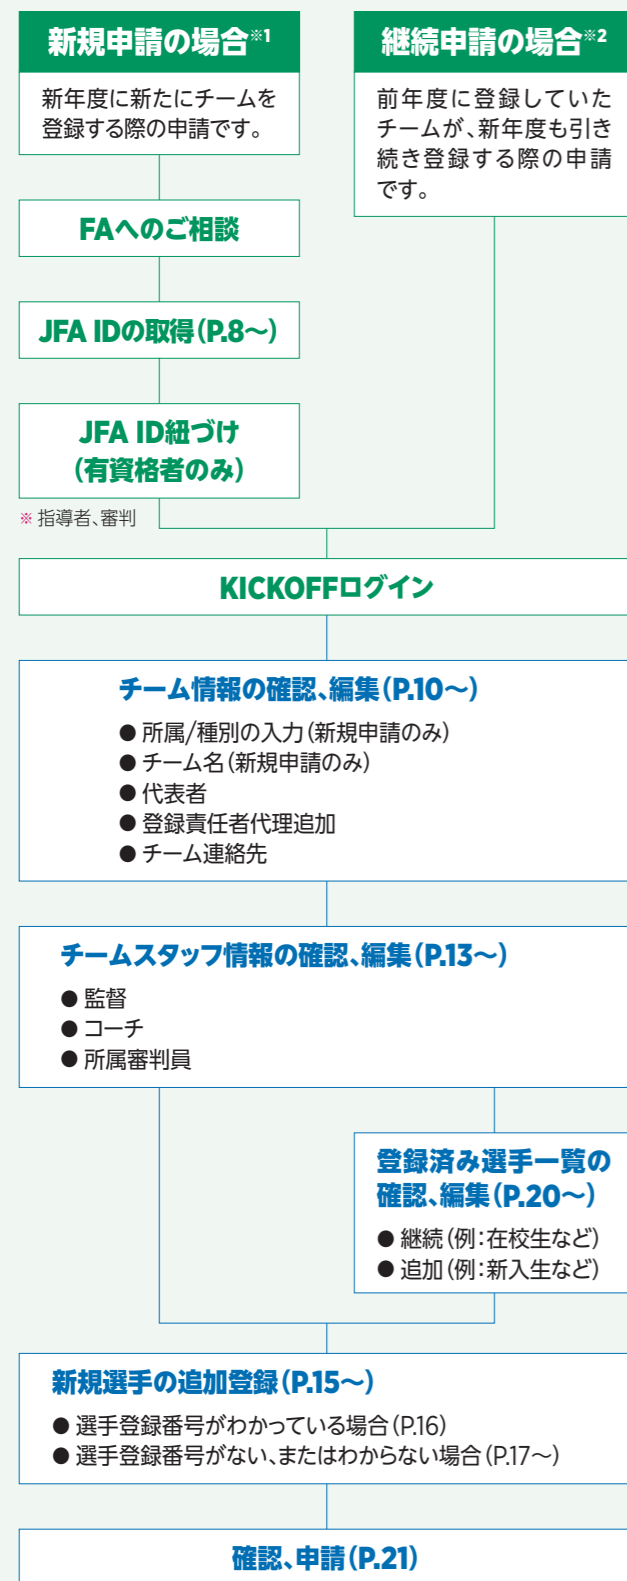 新規申請の場合※1
新年度に新たにチームを
登録する際の申請です。
FAへのご相談
JFA IDの取得(P.8〜)
JFA ID紐づけ
(有資格者のみ)
※ 指導者、審判
継続申請の場合※2
前年度に登録していた
チームが、新年度も引き
続き登録する際の申請
です。
KICKOFFログイン
チーム情報の確認、編集(P.10〜)
● 所属/種別の入力(新規申請のみ)
● チーム名(新規申請のみ)
● 代表者
● 登録責任者代理追加
● チーム連絡先
チームスタッフ情報の確認、編集(P.13〜)
● 監督
● コーチ
● 所属審判員
登録済み選手一覧の
確認、編集(P.20〜)
● 継続(例:在校生など)
● 追加(例:新入生など)
新規選手の追加登録(P.15〜)
● 選手登録番号がわかっている場合(P.16)
● 選手登録番号がない、またはわからない場合(P.17〜)
確認、申請(P.21)